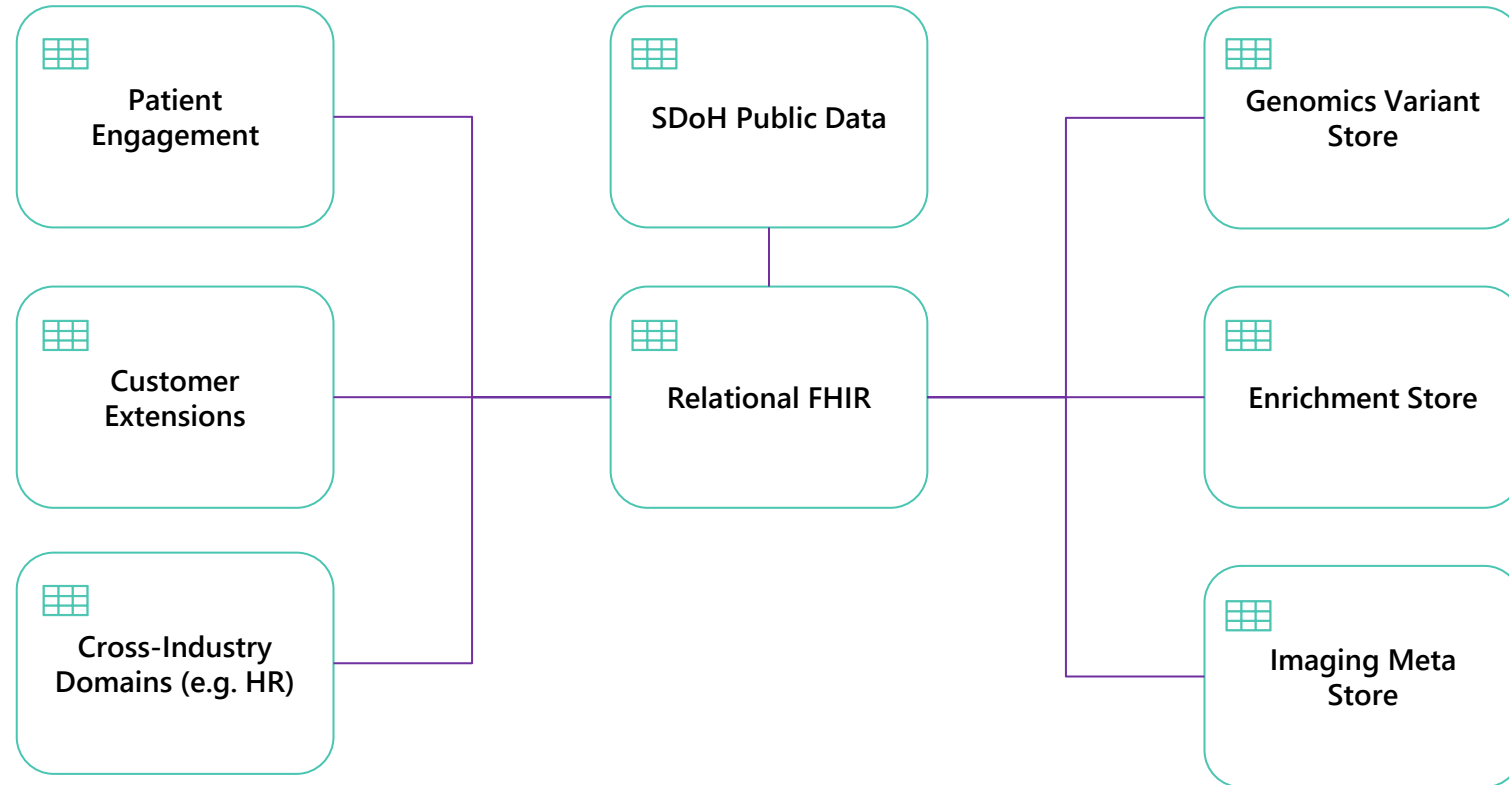 Patient
Engagement
SDoH Public Data
Genomics Variant
Store
Customer
Extensions
Relational FHIR
Enrichment Store
Cross-Industry
Domains (e.g. HR)
Imaging Meta
Store